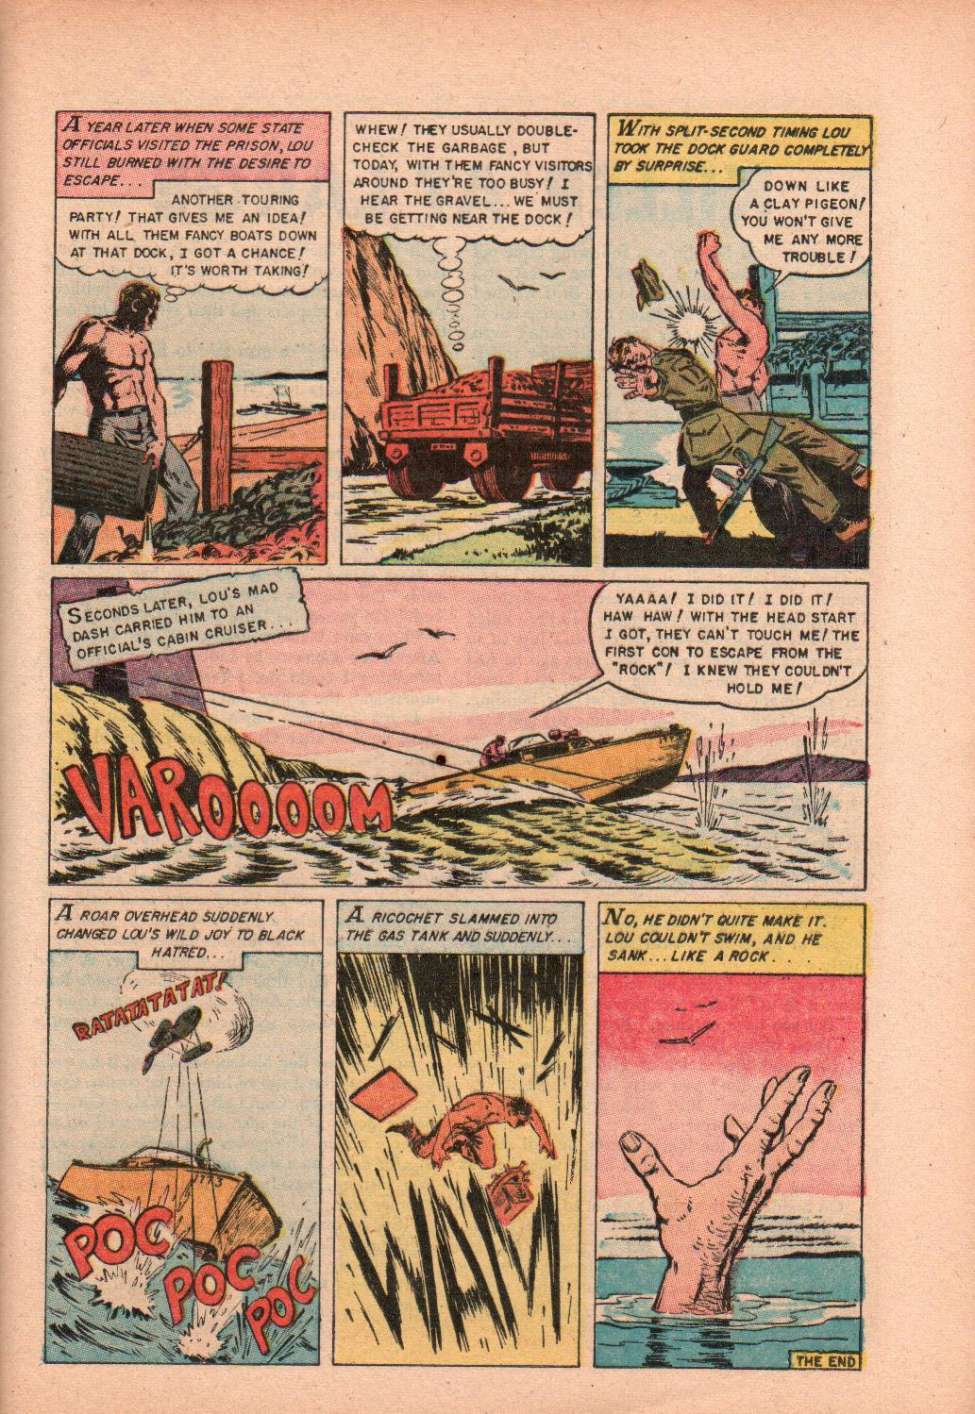 A YEAR LATER WHEN SOME STATE
OFFICIALS VISITED THE PRISON, LOU
STILL BURNED WITH THE DESIRE TO
ESCAPE...
ANOTHER TOURING
PARTY! THAT GIVES ME AN IDEA!
WITH ALL THEM FANCY BOATS DOWN
AT THAT DOCK, I GOT A CHANCE!
IT'S WORTH TAKING!
WHEW! THEY USUALLY DOUBLE-
CHECK THE GARBAGE, BUT
TODAY, WITH THEM FANCY VISITORS
AROUND THEY'RE TOO BUSY! I
HEAR THE GRAVEL... WE MUST
BE GETTING NEAR THE DOCK!
WITH SPLIT-SECOND TIMING LOU
TOOK THE DOCK GUARD COMPLETELY
BY SURPRISE...
DOWN LIKE
A CLAY PIGEON!
YOU WON'T GIVE
ME ANY MORE
TROUBLE!
SECONDS LATER, LOU'S MAD
DASH CARRIED HIM TO AN
OFFICIAL'S CABIN CRUISER...
YAAAA! I DID IT! I DID IT!
HAW HAW! WITH THE HEAD START
I GOT, THEY CAN'T TOUCH ME! THE
FIRST CON TO ESCAPE FROM THE
"ROCK"! I KNEW THEY COULDN'T
HOLD ME!
VAROOOOM
A ROAR OVERHEAD SUDDENLY
CHANGED LOU'S WILD JOY TO BLACK
HATRED...
RATATATATAT!
POC
POC
POC
A RICOCHET SLAMMED INTO
THE GAS TANK AND SUDDENLY...
WAM
NO, HE DIDN'T QUITE MAKE IT.
LOU COULDN'T SWIM, AND HE
SANK... LIKE A ROCK....
THE END